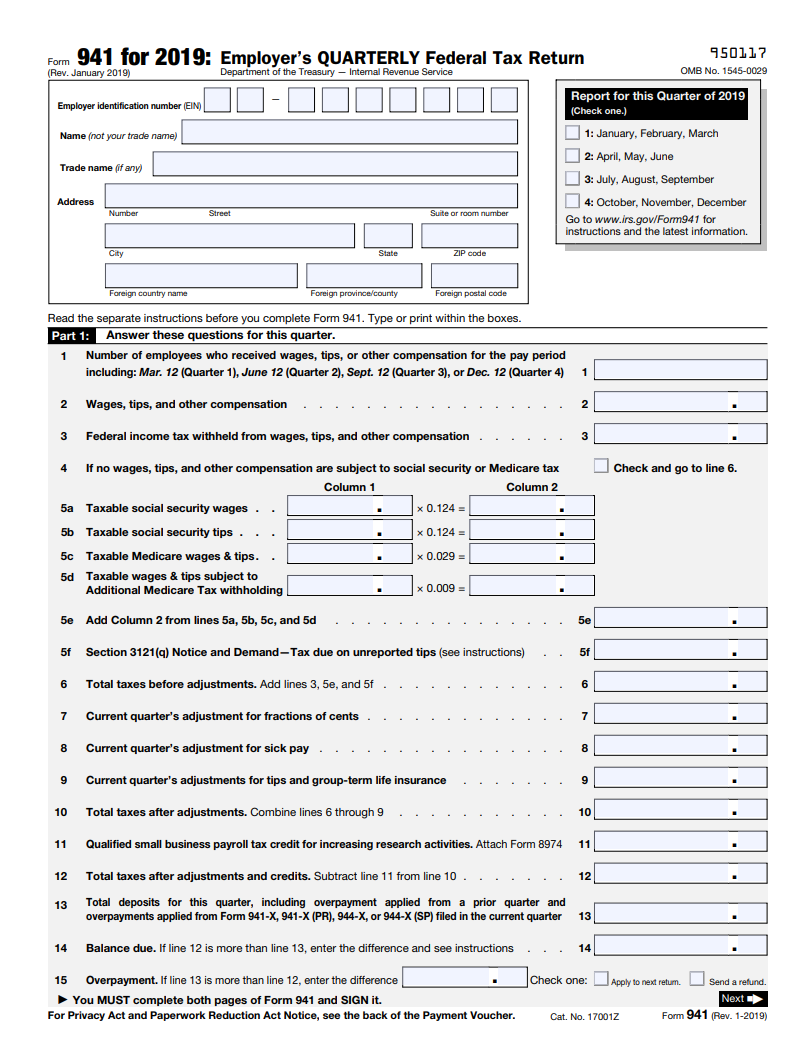 Form 941 for 2019: Employer's QUARTERLY Federal Tax Return
950117
(Rev. January 2019)
Department of the Treasury — Internal Revenue Service
OMB No. 1545-0029
Employer identification number (EIN)
–
Name (not your trade name)
Trade name (if any)
Address
Number Street Suite or room number
City State ZIP code
Foreign country name Foreign province/county Foreign postal code
Report for this Quarter of 2019
(Check one.)
1: January, February, March
2: April, May, June
3: July, August, September
4: October, November, December
Go to www.irs.gov/Form941 for
instructions and the latest information.
Read the separate instructions before you complete Form 941. Type or print within the boxes.
Part 1: Answer these questions for this quarter.
1 Number of employees who received wages, tips, or other compensation for the pay period
including: Mar. 12 (Quarter 1), June 12 (Quarter 2), Sept. 12 (Quarter 3), or Dec. 12 (Quarter 4) 1
2 Wages, tips, and other compensation . . . . . . . . . . . . . . . . 2 .
3 Federal income tax withheld from wages, tips, and other compensation . . . . . . 3 .
4 If no wages, tips, and other compensation are subject to social security or Medicare tax Check and go to line 6.
Column 1 Column 2
5a Taxable social security wages . . . × 0.124 = .
5b Taxable social security tips . . . . × 0.124 = .
5c Taxable Medicare wages & tips . . . × 0.029 = .
5d Taxable wages & tips subject to
Additional Medicare Tax withholding . × 0.009 = .
5e Add Column 2 from lines 5a, 5b, 5c, and 5d . . . . . . . . . . . . . . 5e .
5f Section 3121(q) Notice and Demand—Tax due on unreported tips (see instructions) . . 5f .
6 Total taxes before adjustments. Add lines 3, 5e, and 5f . . . . . . . . . . . . 6 .
7 Current quarter's adjustment for fractions of cents . . . . . . . . . . . . . 7 .
8 Current quarter's adjustment for sick pay . . . . . . . . . . . . . . . 8 .
9 Current quarter's adjustments for tips and group-term life insurance . . . . . . . 9 .
10 Total taxes after adjustments. Combine lines 6 through 9 . . . . . . . . . . . 10 .
11 Qualified small business payroll tax credit for increasing research activities. Attach Form 8974 11 .
12 Total taxes after adjustments and credits. Subtract line 11 from line 10 . . . . . . . 12 .
13 Total deposits for this quarter, including overpayment applied from a prior quarter and
overpayments applied from Form 941-X, 941-X (PR), 944-X, or 944-X (SP) filed in the current quarter 13 .
14 Balance due. If line 12 is more than line 13, enter the difference and see instructions . . . 14 .
15 Overpayment. If line 13 is more than line 12, enter the difference . Check one: Apply to next return. Send a refund.
► You MUST complete both pages of Form 941 and SIGN it.
Next
For Privacy Act and Paperwork Reduction Act Notice, see the back of the Payment Voucher. Cat. No. 17001Z Form 941 (Rev. 1-2019)